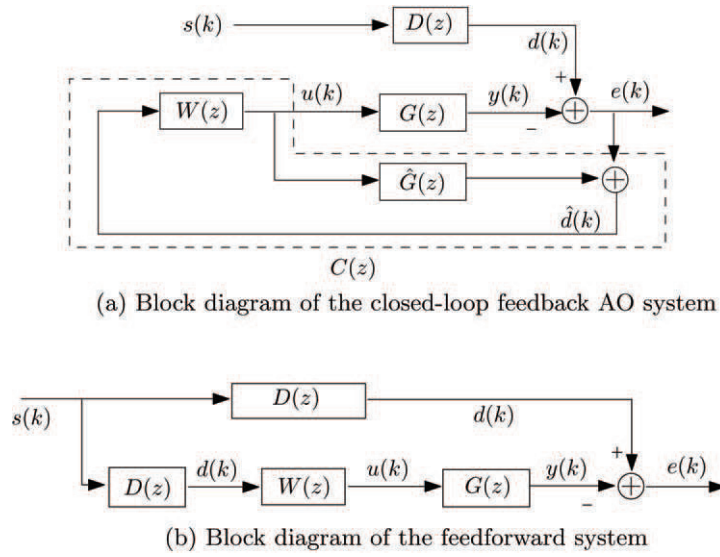 s(k)
D(z)
d(k)
+
e(k)
W(z)
u(k)
G(z)
y(k)
−
Ĝ(z)
d̂(k)
C(z)
(a) Block diagram of the closed-loop feedback AO system
s(k)
D(z)
d(k)
+
D(z)
d(k)
W(z)
u(k)
G(z)
y(k)
−
e(k)
(b) Block diagram of the feedforward system